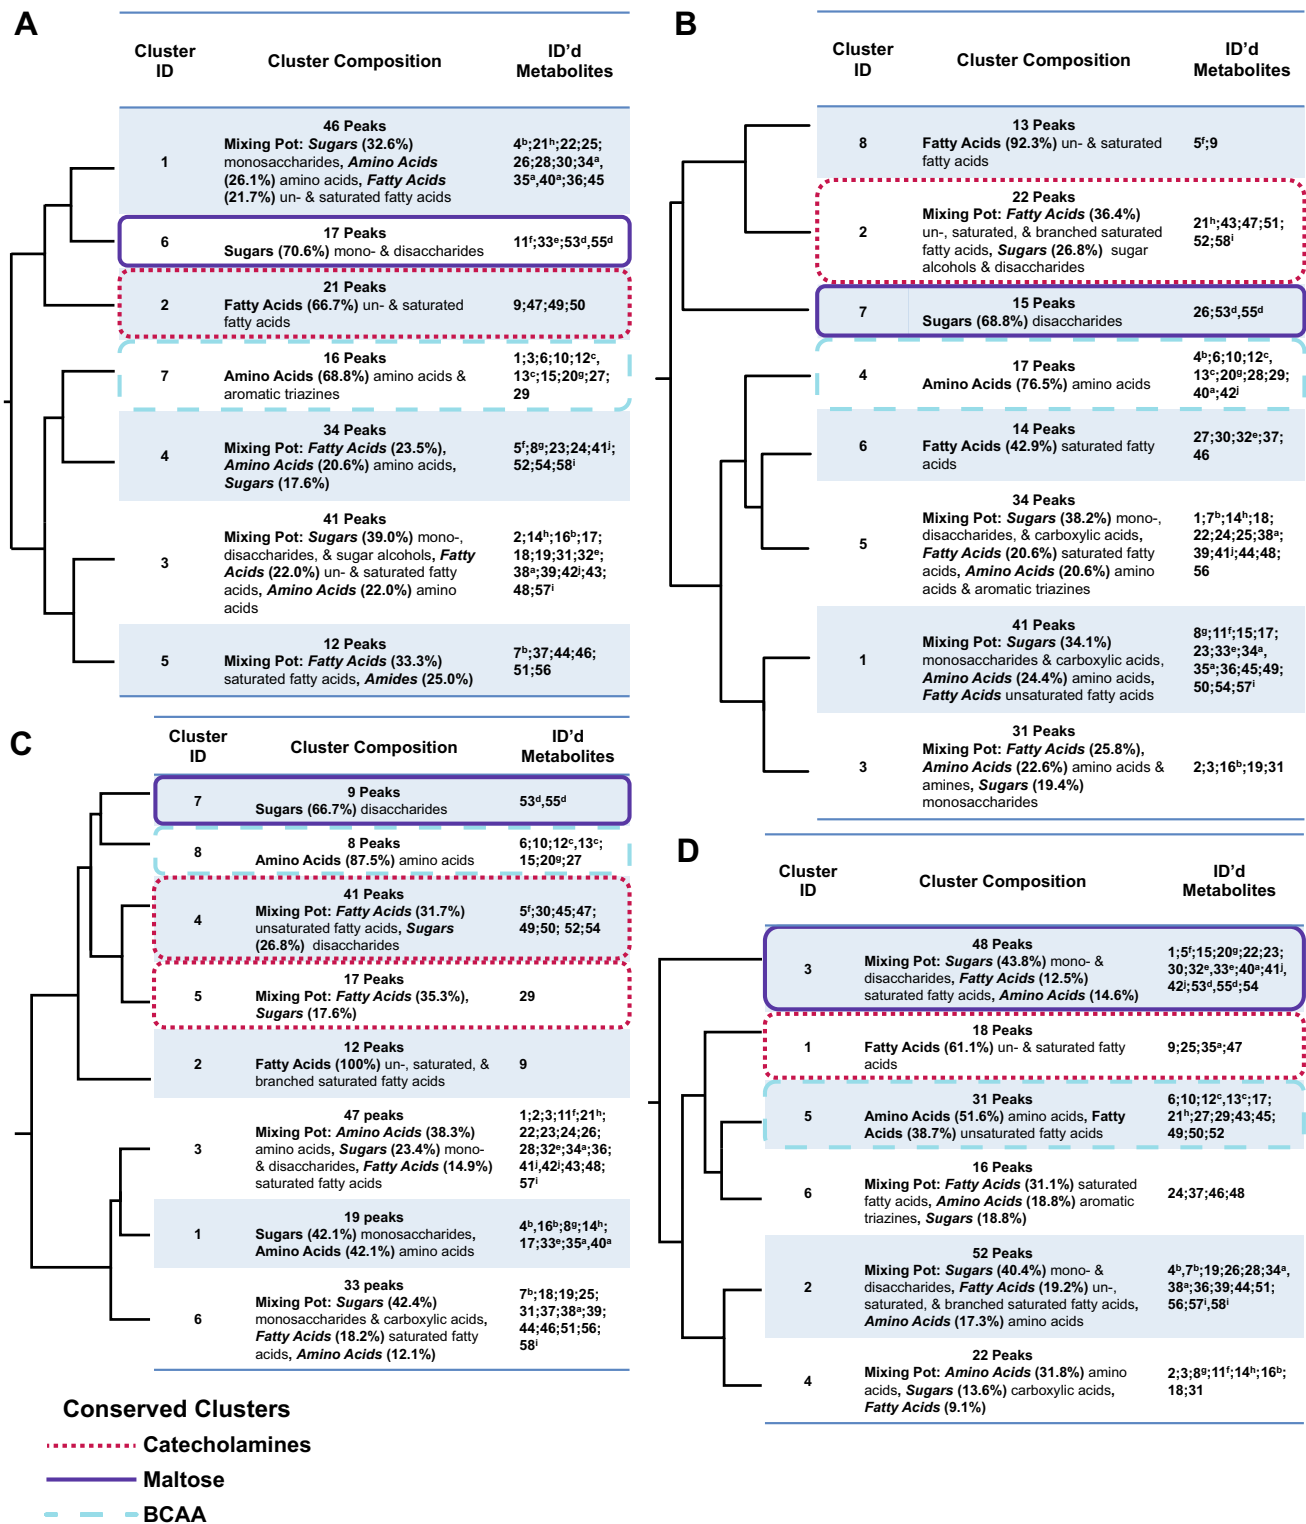 A
Cluster ID
Cluster Composition
ID'd Metabolites
1
46 Peaks
Mixing Pot: Sugars (32.6%)
monosaccharides, Amino Acids
(26.1%) amino acids, Fatty Acids
(21.7%) un- & saturated fatty acids
4ᵇ;21ʰ;22;25;
26;28;30;34ᵃ,
35ᵃ,40ᵃ;36;45
6
17 Peaks
Sugars (70.6%) mono- & disaccharides
11ᶠ;33ᵉ;53ᵈ,55ᵈ
2
21 Peaks
Fatty Acids (66.7%) un- & saturated
fatty acids
9;47;49;50
7
16 Peaks
Amino Acids (68.8%) amino acids &
aromatic triazines
1;3;6;10;12ᶜ,
13ᶜ;15;20ᵍ;27;
29
4
34 Peaks
Mixing Pot: Fatty Acids (23.5%),
Amino Acids (20.6%) amino acids,
Sugars (17.6%)
5ᶠ;8ᵍ;23;24;41ʲ;
52;54;58ⁱ
3
41 Peaks
Mixing Pot: Sugars (39.0%) mono-,
disaccharides, & sugar alcohols, Fatty
Acids (22.0%) un- & saturated fatty
acids, Amino Acids (22.0%) amino
acids
2;14ʰ;16ᵇ;17;
18;19;31;32ᵉ;
38ᵃ;39;42ʲ;43;
48;57ⁱ
5
12 Peaks
Mixing Pot: Fatty Acids (33.3%)
saturated fatty acids, Amides (25.0%)
7ᵇ;37;44;46;
51;56
B
Cluster ID
Cluster Composition
ID'd Metabolites
8
13 Peaks
Fatty Acids (92.3%) un- & saturated
fatty acids
5ᶠ;9
2
22 Peaks
Mixing Pot: Fatty Acids (36.4%)
un-, saturated, & branched saturated
fatty acids, Sugars (26.8%) sugar
alcohols & disaccharides
21ʰ;43;47;51;
52;58ⁱ
7
15 Peaks
Sugars (68.8%) disaccharides
26;53ᵈ,55ᵈ
4
17 Peaks
Amino Acids (76.5%) amino acids
4ᵇ;6;10;12ᶜ,
13ᶜ;20ᵍ;28;29;
40ᵃ;42ʲ
6
14 Peaks
Fatty Acids (42.9%) saturated fatty
acids
27;30;32ᵉ;37;
46
5
34 Peaks
Mixing Pot: Sugars (38.2%) mono-,
disaccharides, & carboxylic acids,
Fatty Acids (20.6%) saturated fatty
acids, Amino Acids (20.6%) amino
acids & aromatic triazines
1;7ᵇ;14ʰ;18;
22;24;25;38ᵃ;
39;41ʲ;44;48;
56
1
41 Peaks
Mixing Pot: Sugars (34.1%)
monosaccharides & carboxylic acids,
Amino Acids (24.4%) amino acids,
Fatty Acids unsaturated fatty acids
8ᵍ;11ᶠ;15;17;
23;33ᵉ;34ᵃ,
35ᵃ;36;45;49;
50;54;57ⁱ
3
31 Peaks
Mixing Pot: Fatty Acids (25.8%),
Amino Acids (22.6%) amino acids &
amines, Sugars (19.4%)
monosaccharides
2;3;16ᵇ;19;31
C
Cluster ID
Cluster Composition
ID'd Metabolites
7
9 Peaks
Sugars (66.7%) disaccharides
53ᵈ,55ᵈ
8
8 Peaks
Amino Acids (87.5%) amino acids
6;10;12ᶜ,13ᶜ;
15;20ᵍ;27
4
41 Peaks
Mixing Pot: Fatty Acids (31.7%)
unsaturated fatty acids, Sugars
(26.8%) disaccharides
5ᶠ;30;45;47;
49;50; 52;54
5
17 Peaks
Mixing Pot: Fatty Acids (35.3%),
Sugars (17.6%)
29
2
12 Peaks
Fatty Acids (100%) un-, saturated, &
branched saturated fatty acids
9
3
47 peaks
Mixing Pot: Amino Acids (38.3%)
amino acids, Sugars (23.4%) mono-
& disaccharides, Fatty Acids (14.9%)
saturated fatty acids
1;2;3;11ᶠ;21ʰ;
22;23;24;26;
28;32ᵉ;34ᵃ;36;
41ʲ,42ʲ;43;48;
57ⁱ
1
19 peaks
Sugars (42.1%) monosaccharides,
Amino Acids (42.1%) amino acids
4ᵇ,16ᵇ;8ᵍ;14ʰ;
17;33ᵉ;35ᵃ,40ᵃ
6
33 peaks
Mixing Pot: Sugars (42.4%)
monosaccharides & carboxylic acids,
Fatty Acids (18.2%) saturated fatty
acids, Amino Acids (12.1%)
7ᵇ;18;19;25;
31;37;38ᵃ;39;
44;46;51;56;
58ⁱ
D
Cluster ID
Cluster Composition
ID'd Metabolites
3
48 Peaks
Mixing Pot: Sugars (43.8%) mono- &
disaccharides, Fatty Acids (12.5%)
saturated fatty acids, Amino Acids (14.6%)
1;5ᶠ;15;20ᵍ;22;23;
30;32ᵉ,33ᵉ;40ᵃ;41ʲ,
42ʲ;53ᵈ,55ᵈ;54
1
18 Peaks
Fatty Acids (61.1%) un- & saturated fatty
acids
9;25;35ᵃ;47
5
31 Peaks
Amino Acids (51.6%) amino acids, Fatty
Acids (38.7%) unsaturated fatty acids
6;10;12ᶜ,13ᶜ;17;
21ʰ;27;29;43;45;
49;50;52
6
16 Peaks
Mixing Pot: Fatty Acids (31.1%) saturated
fatty acids, Amino Acids (18.8%) aromatic
triazines, Sugars (18.8%)
24;37;46;48
2
52 Peaks
Mixing Pot: Sugars (40.4%) mono- &
disaccharides, Fatty Acids (19.2%) un-,
saturated, & branched saturated fatty acids,
Amino Acids (17.3%) amino acids
4ᵇ,7ᵇ;19;26;28;34ᵃ,
38ᵃ;36;39;44;51;
56;57ⁱ,58ⁱ
4
22 Peaks
Mixing Pot: Amino Acids (31.8%) amino
acids, Sugars (13.6%) carboxylic acids,
Fatty Acids (9.1%)
2;3;8ᵍ;11ᶠ;14ʰ;16ᵇ;
18;31
Conserved Clusters
Catecholamines
Maltose
BCAA